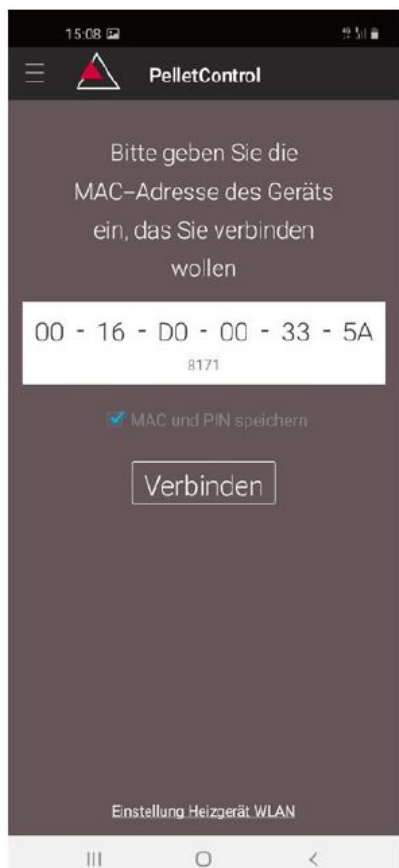 15:08
PelletControl
Bitte geben Sie die
MAC-Adresse des Geräts
ein, das Sie verbinden
wollen
00 - 16 - D0 - 00 - 33 - 5A
8171
MAC und PIN speichern
Verbinden
Einstellung Heizgerät WLAN